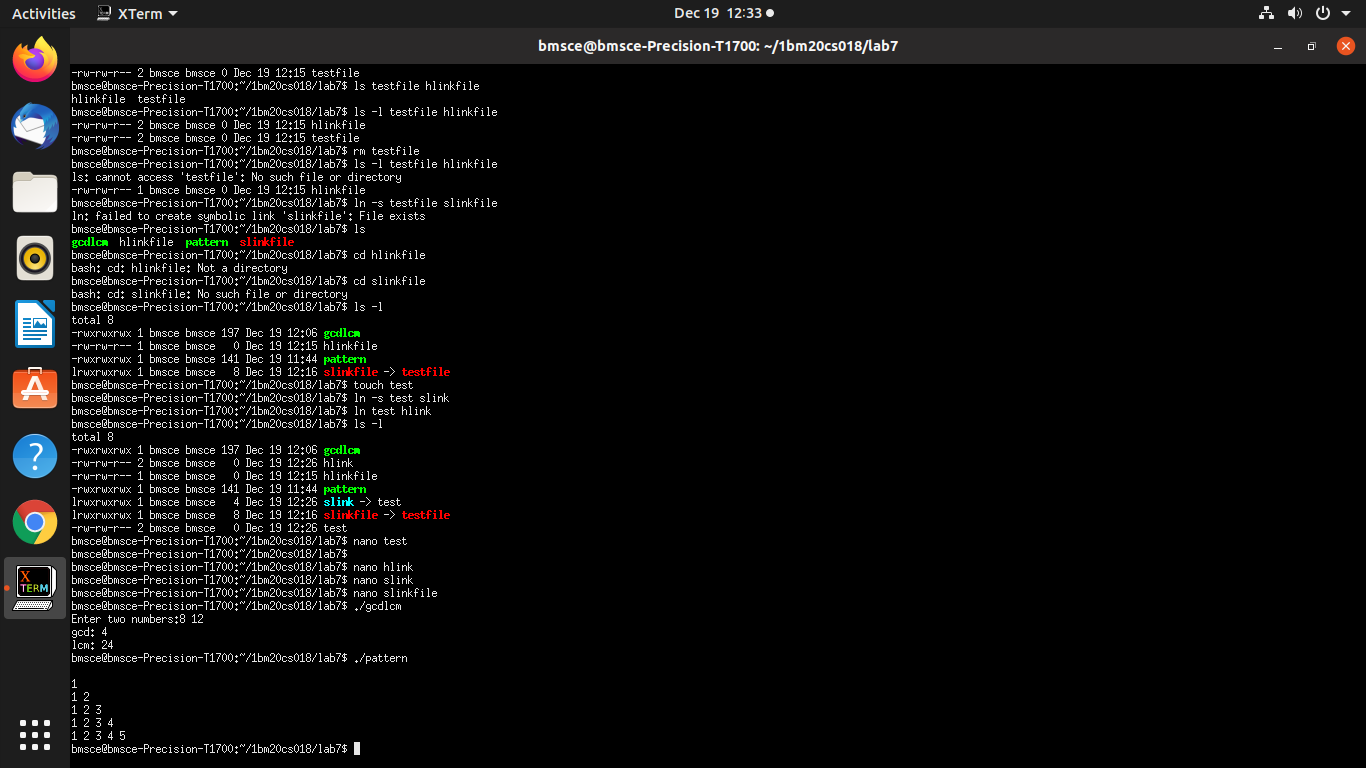 Activities XTerm Dec 19 12:33
bmsce@bmsce-Precision-T1700: ~/1bm20cs018/lab7
-rw-rw-r-- 2 bmsce bmsce 0 Dec 19 12:15 testfile
bmsce@bmsce-Precision-T1700:~/1bm20cs018/lab7$ ls testfile hlinkfile
hlinkfile  testfile
bmsce@bmsce-Precision-T1700:~/1bm20cs018/lab7$ ls -l testfile hlinkfile
-rw-rw-r-- 2 bmsce bmsce 0 Dec 19 12:15 hlinkfile
-rw-rw-r-- 2 bmsce bmsce 0 Dec 19 12:15 testfile
bmsce@bmsce-Precision-T1700:~/1bm20cs018/lab7$ rm testfile
bmsce@bmsce-Precision-T1700:~/1bm20cs018/lab7$ ls -l testfile hlinkfile
ls: cannot access 'testfile': No such file or directory
-rw-rw-r-- 1 bmsce bmsce 0 Dec 19 12:15 hlinkfile
bmsce@bmsce-Precision-T1700:~/1bm20cs018/lab7$ ln -s testfile slinkfile
ln: failed to create symbolic link 'slinkfile': File exists
bmsce@bmsce-Precision-T1700:~/1bm20cs018/lab7$ ls
gcdlcm  hlinkfile  pattern  slinkfile
bmsce@bmsce-Precision-T1700:~/1bm20cs018/lab7$ cd hlinkfile
bash: cd: hlinkfile: Not a directory
bmsce@bmsce-Precision-T1700:~/1bm20cs018/lab7$ cd slinkfile
bash: cd: slinkfile: No such file or directory
bmsce@bmsce-Precision-T1700:~/1bm20cs018/lab7$ ls -l
total 8
-rwxrwxrwx 1 bmsce bmsce 197 Dec 19 12:06 gcdlcm
-rw-rw-r-- 1 bmsce bmsce   0 Dec 19 12:15 hlinkfile
-rwxrwxrwx 1 bmsce bmsce 141 Dec 19 11:44 pattern
lrwxrwxrwx 1 bmsce bmsce   8 Dec 19 12:16 slinkfile -> testfile
bmsce@bmsce-Precision-T1700:~/1bm20cs018/lab7$ touch test
bmsce@bmsce-Precision-T1700:~/1bm20cs018/lab7$ ln -s test slink
bmsce@bmsce-Precision-T1700:~/1bm20cs018/lab7$ ln test hlink
bmsce@bmsce-Precision-T1700:~/1bm20cs018/lab7$ ls -l
total 8
-rwxrwxrwx 1 bmsce bmsce 197 Dec 19 12:06 gcdlcm
-rw-rw-r-- 2 bmsce bmsce   0 Dec 19 12:26 hlink
-rw-rw-r-- 1 bmsce bmsce   0 Dec 19 12:15 hlinkfile
-rwxrwxrwx 1 bmsce bmsce 141 Dec 19 11:44 pattern
lrwxrwxrwx 1 bmsce bmsce   4 Dec 19 12:26 slink -> test
lrwxrwxrwx 1 bmsce bmsce   8 Dec 19 12:16 slinkfile -> testfile
-rw-rw-r-- 2 bmsce bmsce   0 Dec 19 12:26 test
bmsce@bmsce-Precision-T1700:~/1bm20cs018/lab7$ nano test
bmsce@bmsce-Precision-T1700:~/1bm20cs018/lab7$
bmsce@bmsce-Precision-T1700:~/1bm20cs018/lab7$ nano hlink
bmsce@bmsce-Precision-T1700:~/1bm20cs018/lab7$ nano slink
bmsce@bmsce-Precision-T1700:~/1bm20cs018/lab7$ nano slinkfile
bmsce@bmsce-Precision-T1700:~/1bm20cs018/lab7$ ./gcdlcm
Enter two numbers:8 12
gcd: 4
lcm: 24
bmsce@bmsce-Precision-T1700:~/1bm20cs018/lab7$ ./pattern
1
1 2
1 2 3
1 2 3 4
1 2 3 4 5
bmsce@bmsce-Precision-T1700:~/1bm20cs018/lab7$
X
TERM